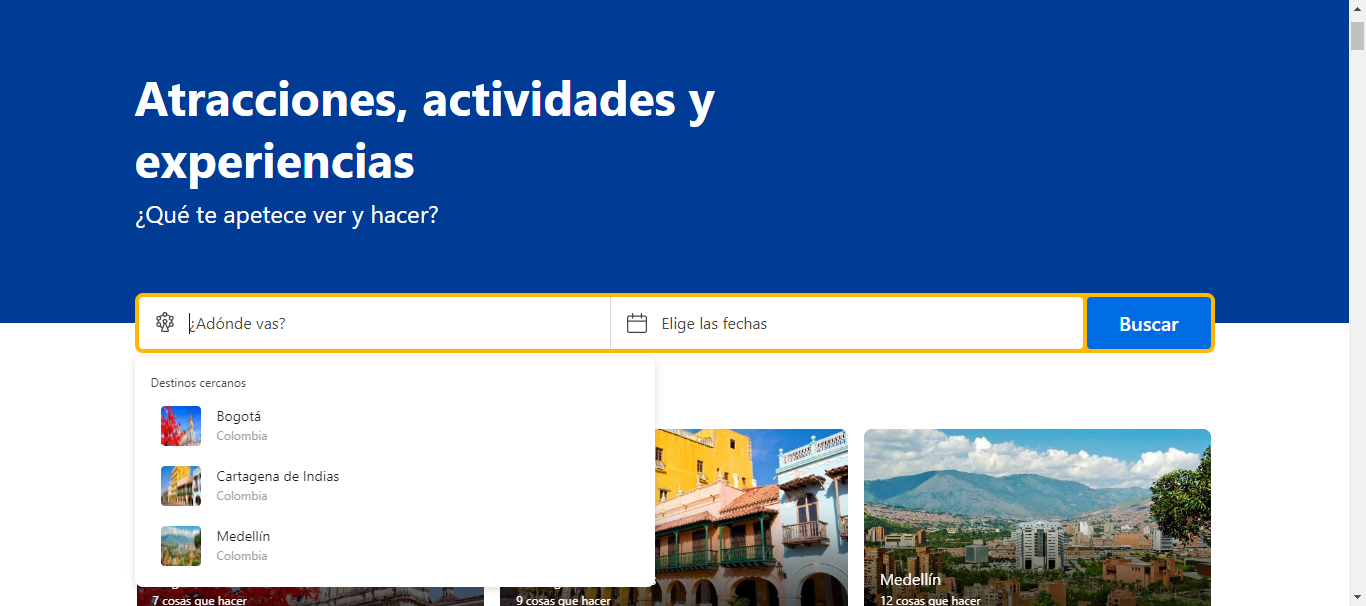 Atracciones, actividades y
experiencias
¿Qué te apetece ver y hacer?
¿Adónde vas?
Elige las fechas
Buscar
Destinos cercanos
Bogotá
Colombia
Cartagena de Indias
Colombia
Medellín
Colombia
Medellín
7 cosas que hacer
9 cosas que hacer
12 cosas que hacer